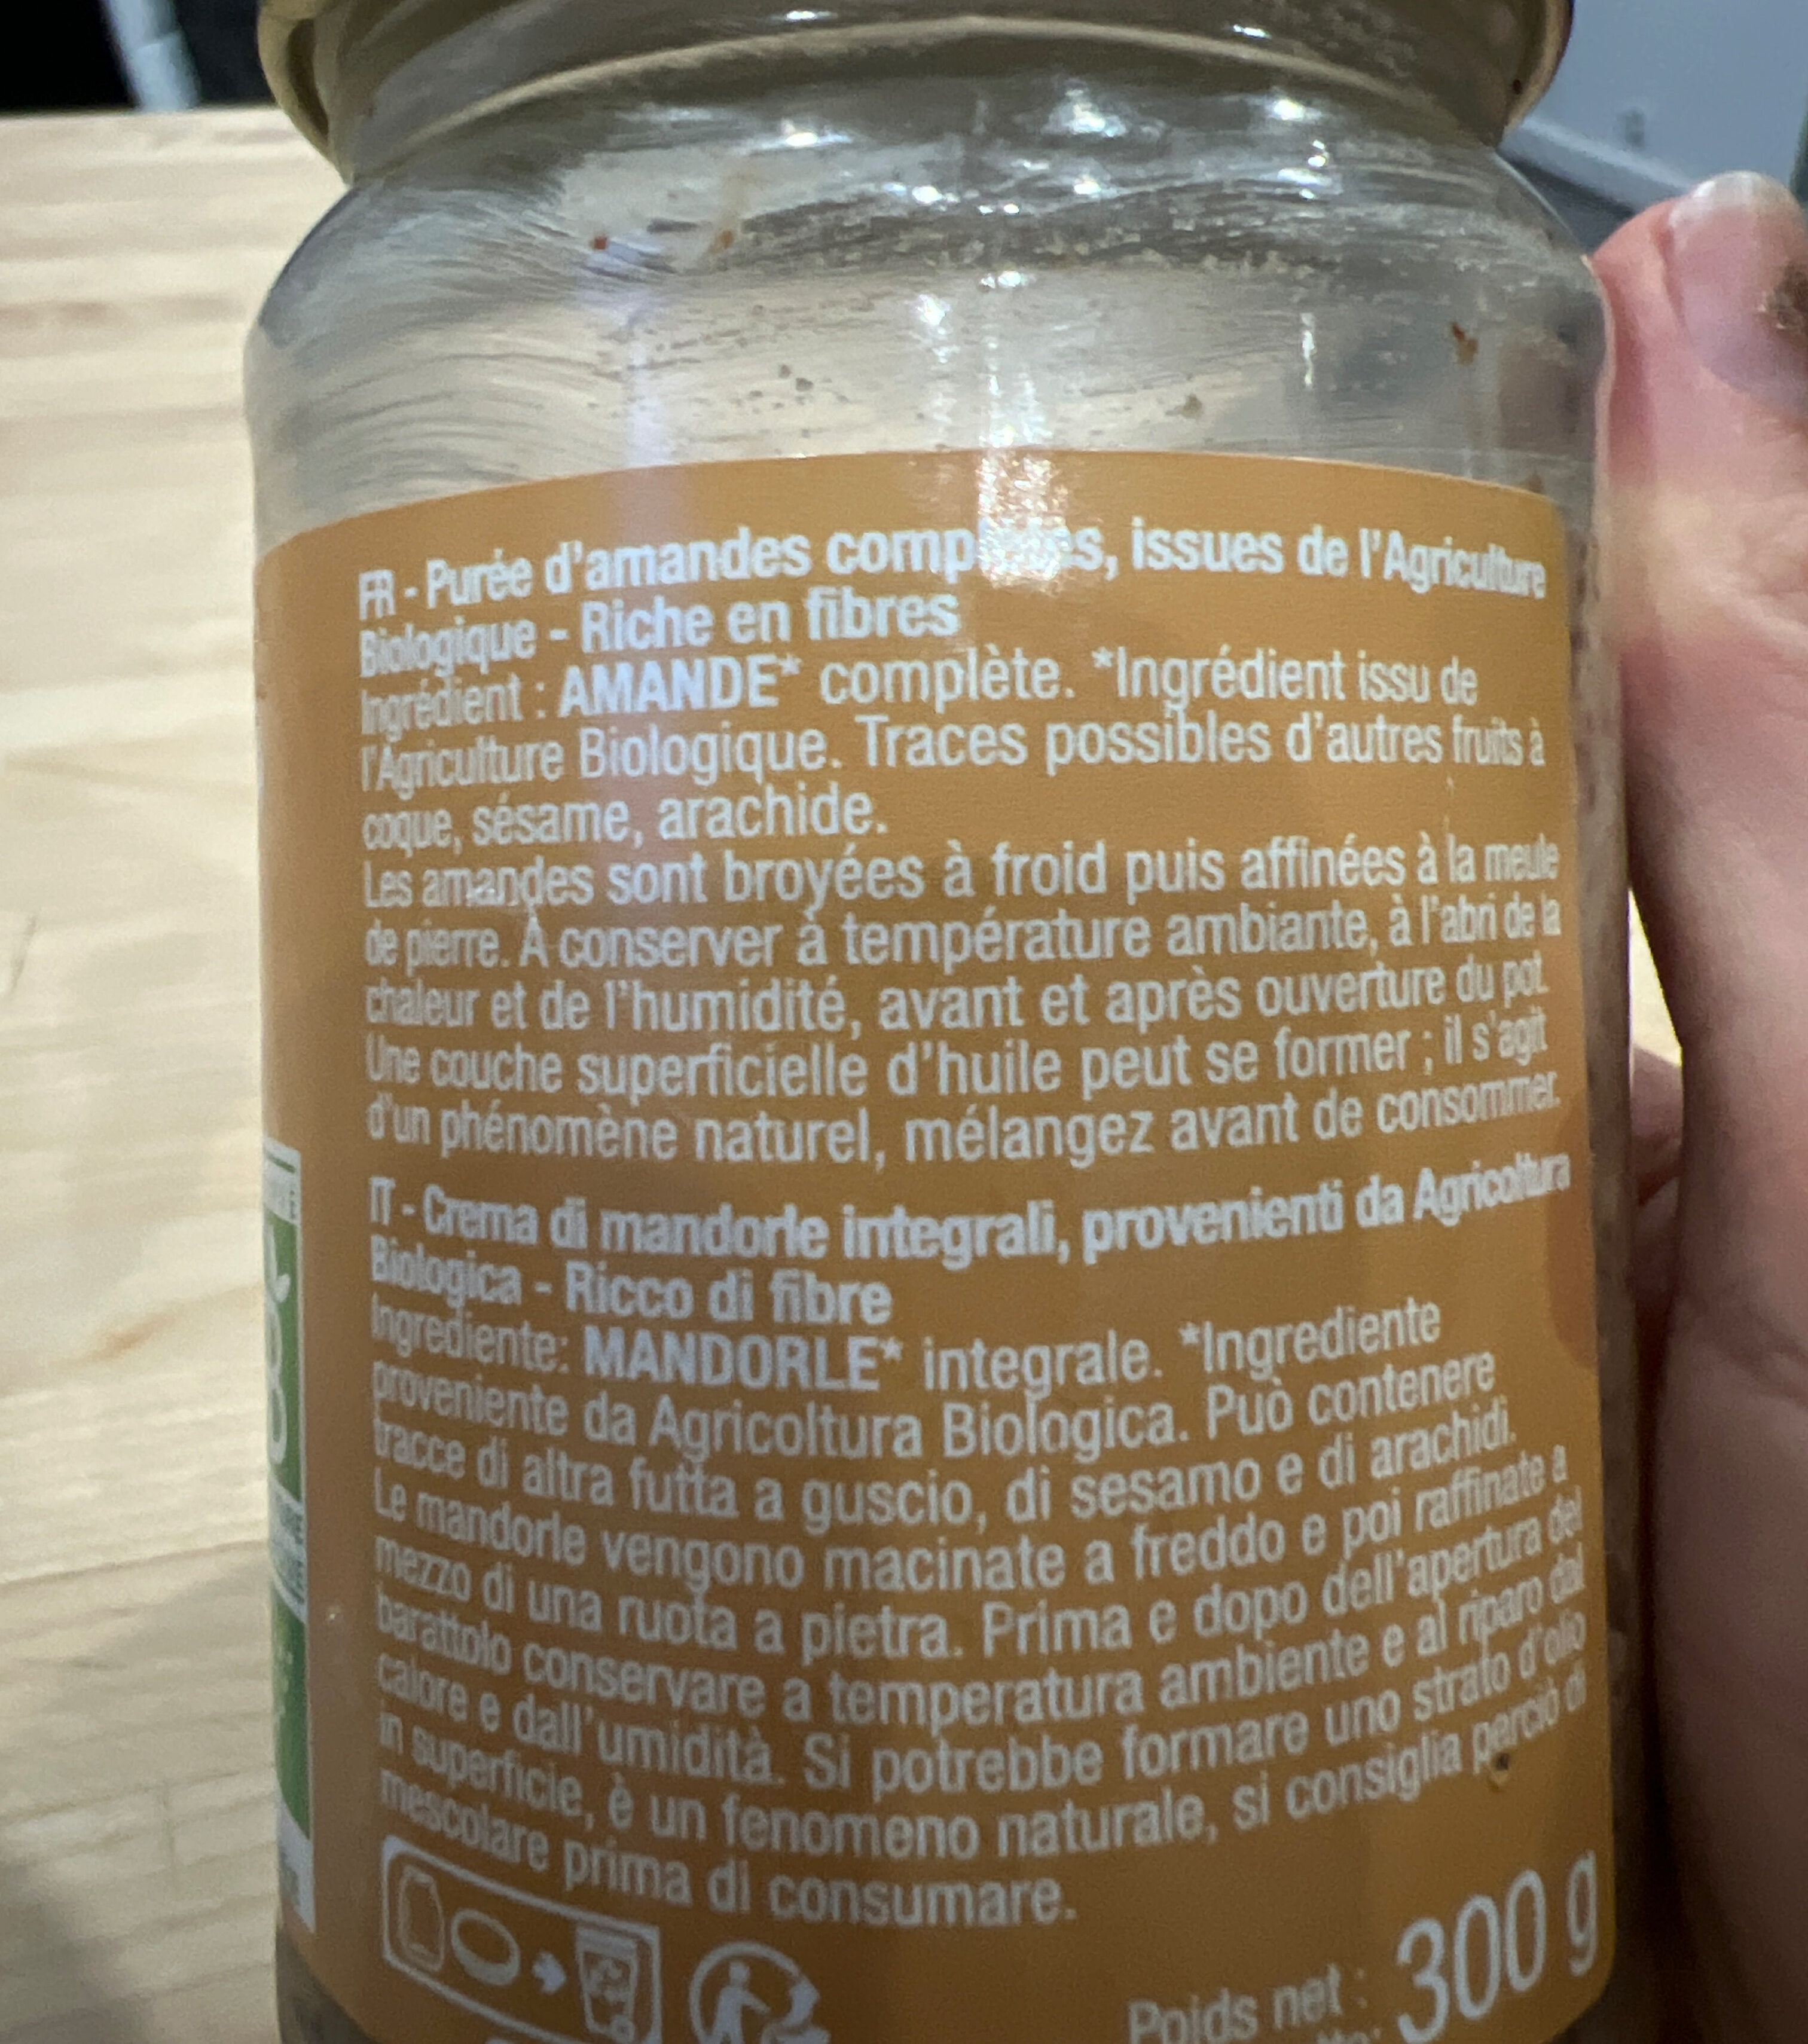 FR - Purée d'amandes complètes, issues de l'Agriculture
Biologique - Riche en fibres
Ingrédient : AMANDE* complète. *Ingrédient issu de
l'Agriculture Biologique. Traces possibles d'autres fruits à
coque, sésame, arachide.
Les amandes sont broyées à froid puis affinées à la meule
de pierre. À conserver à température ambiante, à l'abri de la
chaleur et de l'humidité, avant et après ouverture du pot.
Une couche superficielle d'huile peut se former ; il s'agit
d'un phénomène naturel, mélangez avant de consommer.
IT - Crema di mandorle integrali, provenienti da Agricoltura
Biologica - Ricco di fibre
Ingrediente: MANDORLE* integrale. *Ingrediente
proveniente da Agricoltura Biologica. Può contenere
tracce di altra futta a guscio, di sesamo e di arachidi.
Le mandorle vengono macinate a freddo e poi raffinate a
mezzo di una ruota a pietra. Prima e dopo dell'apertura del
barattolo conservare a temperatura ambiente e al riparo dal
calore e dall'umidità. Si potrebbe formare uno strato d'olio
in superficie, è un fenomeno naturale, si consiglia perciò di
mescolare prima di consumare.
Poids net : 300 g